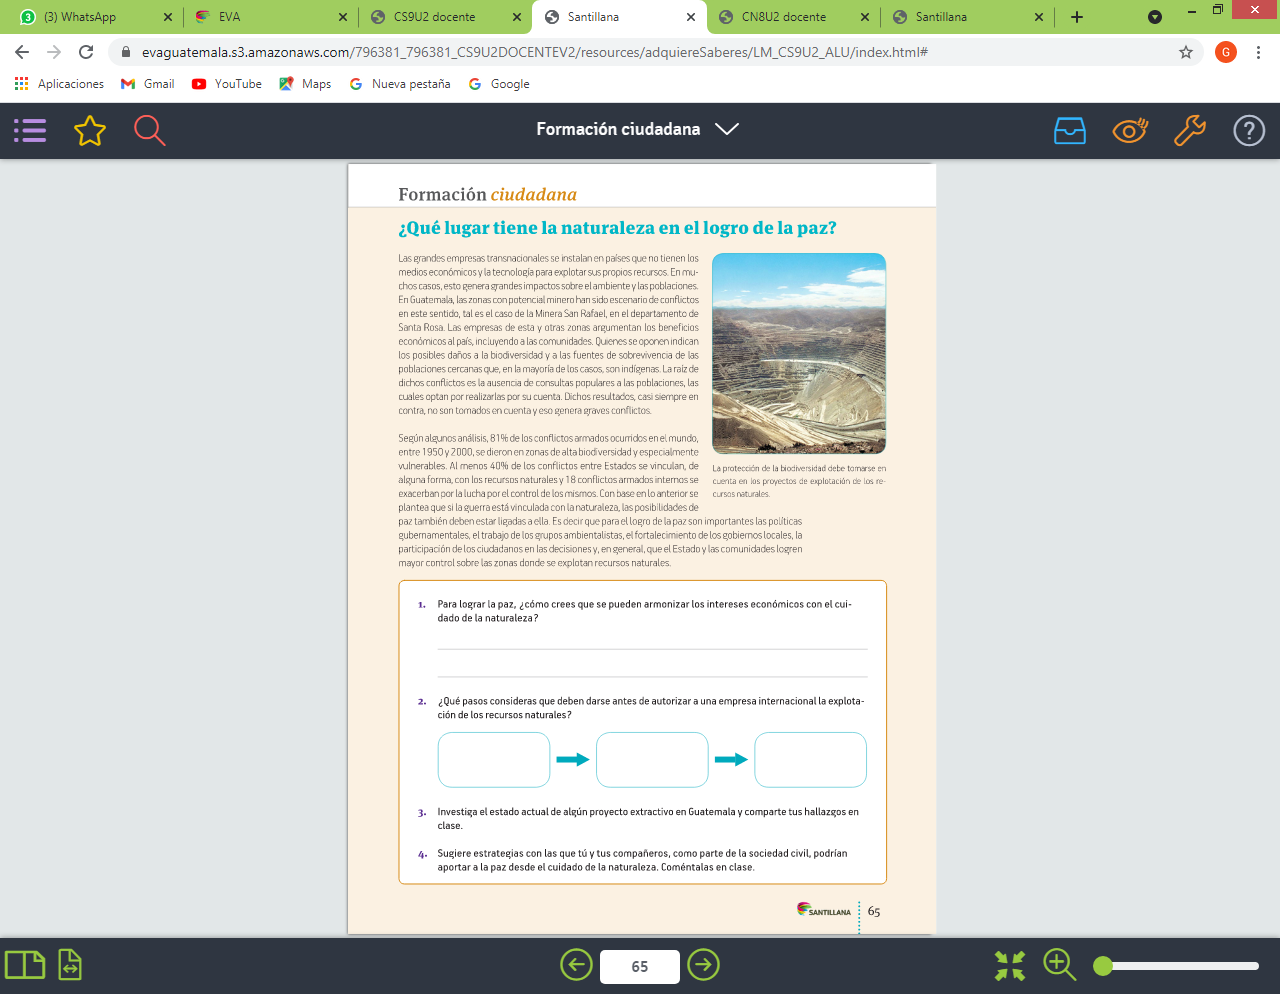 (3) WhatsApp
EVA
CS9U2 docente
Santillana
CN8U2 docente
Santillana
evaguatemala.s3.amazonaws.com/796381_796381_CS9U2DOCENTEV2/resources/adquiereSaberes/LM_CS9U2_ALU/index.html#
G
Aplicaciones
Gmail
YouTube
Maps
Nueva pestaña
Google
Formación ciudadana
Formación ciudadana
¿Qué lugar tiene la naturaleza en el logro de la paz?
Las grandes empresas transnacionales se instalan en países que no tienen los
medios económicos y la tecnología para explotar sus propios recursos. En mu-
chos casos, esto genera grandes impactos sobre el ambiente y las poblaciones.
En Guatemala, las zonas con potencial minero han sido escenario de conflictos
en este sentido, tal es el caso de la Minera San Rafael, en el departamento de
Santa Rosa. Las empresas de esta y otras zonas argumentan los beneficios
económicos al país, incluyendo a las comunidades. Quienes se oponen indican
los posibles daños a la biodiversidad y a las fuentes de sobrevivencia de las
poblaciones cercanas que, en la mayoría de los casos, son indígenas. La raíz de
dichos conflictos es la ausencia de consultas populares a las poblaciones, las
cuales optan por realizarlas por su cuenta. Dichos resultados, casi siempre en
contra, no son tomados en cuenta y eso genera graves conflictos.
Según algunos análisis, 81% de los conflictos armados ocurridos en el mundo,
entre 1950 y 2000, se dieron en zonas de alta biodiversidad y especialmente
vulnerables. Al menos 40% de los conflictos entre Estados se vinculan, de
alguna forma, con los recursos naturales y 18 conflictos armados internos se
exacerban por la lucha por el control de los mismos. Con base en lo anterior se
plantea que si la guerra está vinculada con la naturaleza, las posibilidades de
paz también deben estar ligadas a ella. Es decir que para el logro de la paz son importantes las políticas
gubernamentales, el trabajo de los grupos ambientalistas, el fortalecimiento de los gobiernos locales, la
participación de los ciudadanos en las decisiones y, en general, que el Estado y las comunidades logren
mayor control sobre las zonas donde se explotan recursos naturales.
La protección de la biodiversidad debe tomarse en
cuenta en los proyectos de explotación de los re-
cursos naturales.
1. Para lograr la paz, ¿cómo crees que se pueden armonizar los intereses económicos con el cui-
dado de la naturaleza?
2. ¿Qué pasos consideras que deben darse antes de autorizar a una empresa internacional la explota-
ción de los recursos naturales?
3. Investiga el estado actual de algún proyecto extractivo en Guatemala y comparte tus hallazgos en
clase.
4. Sugiere estrategias con las que tú y tus compañeros, como parte de la sociedad civil, podrían
aportar a la paz desde el cuidado de la naturaleza. Coméntalas en clase.
SANTILLANA
65
65